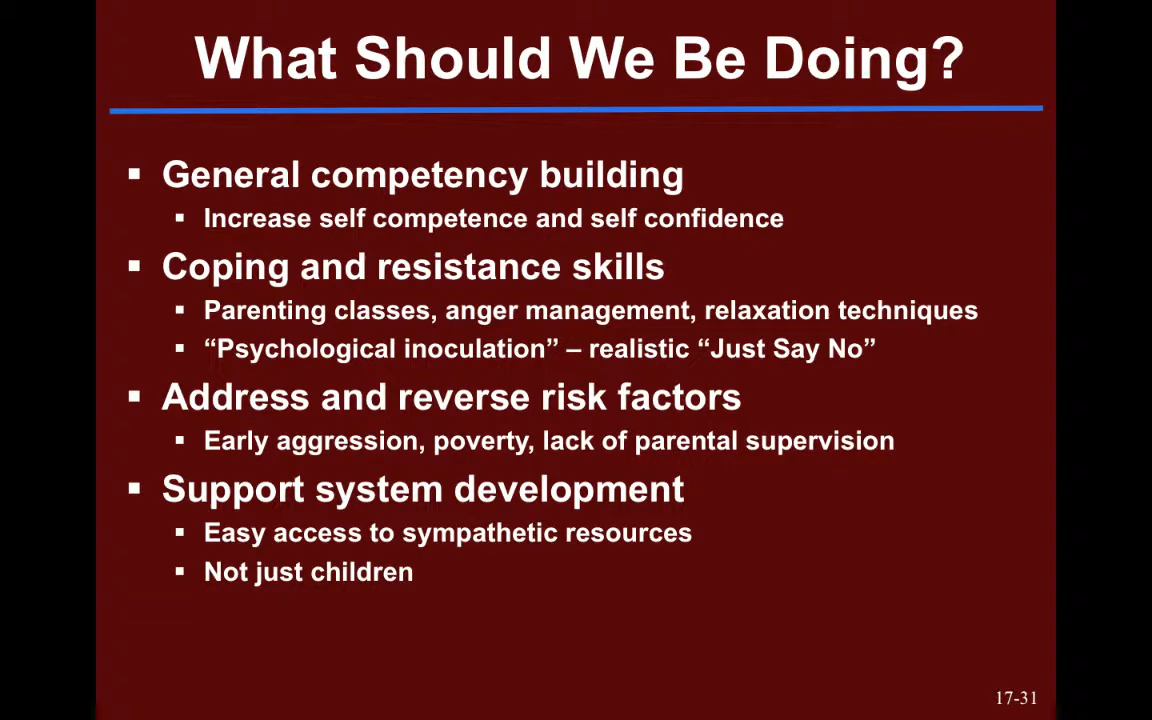 What Should We Be Doing?
▪ General competency building
▪ Increase self competence and self confidence
▪ Coping and resistance skills
▪ Parenting classes, anger management, relaxation techniques
▪ “Psychological inoculation” – realistic “Just Say No”
▪ Address and reverse risk factors
▪ Early aggression, poverty, lack of parental supervision
▪ Support system development
▪ Easy access to sympathetic resources
▪ Not just children
17-31